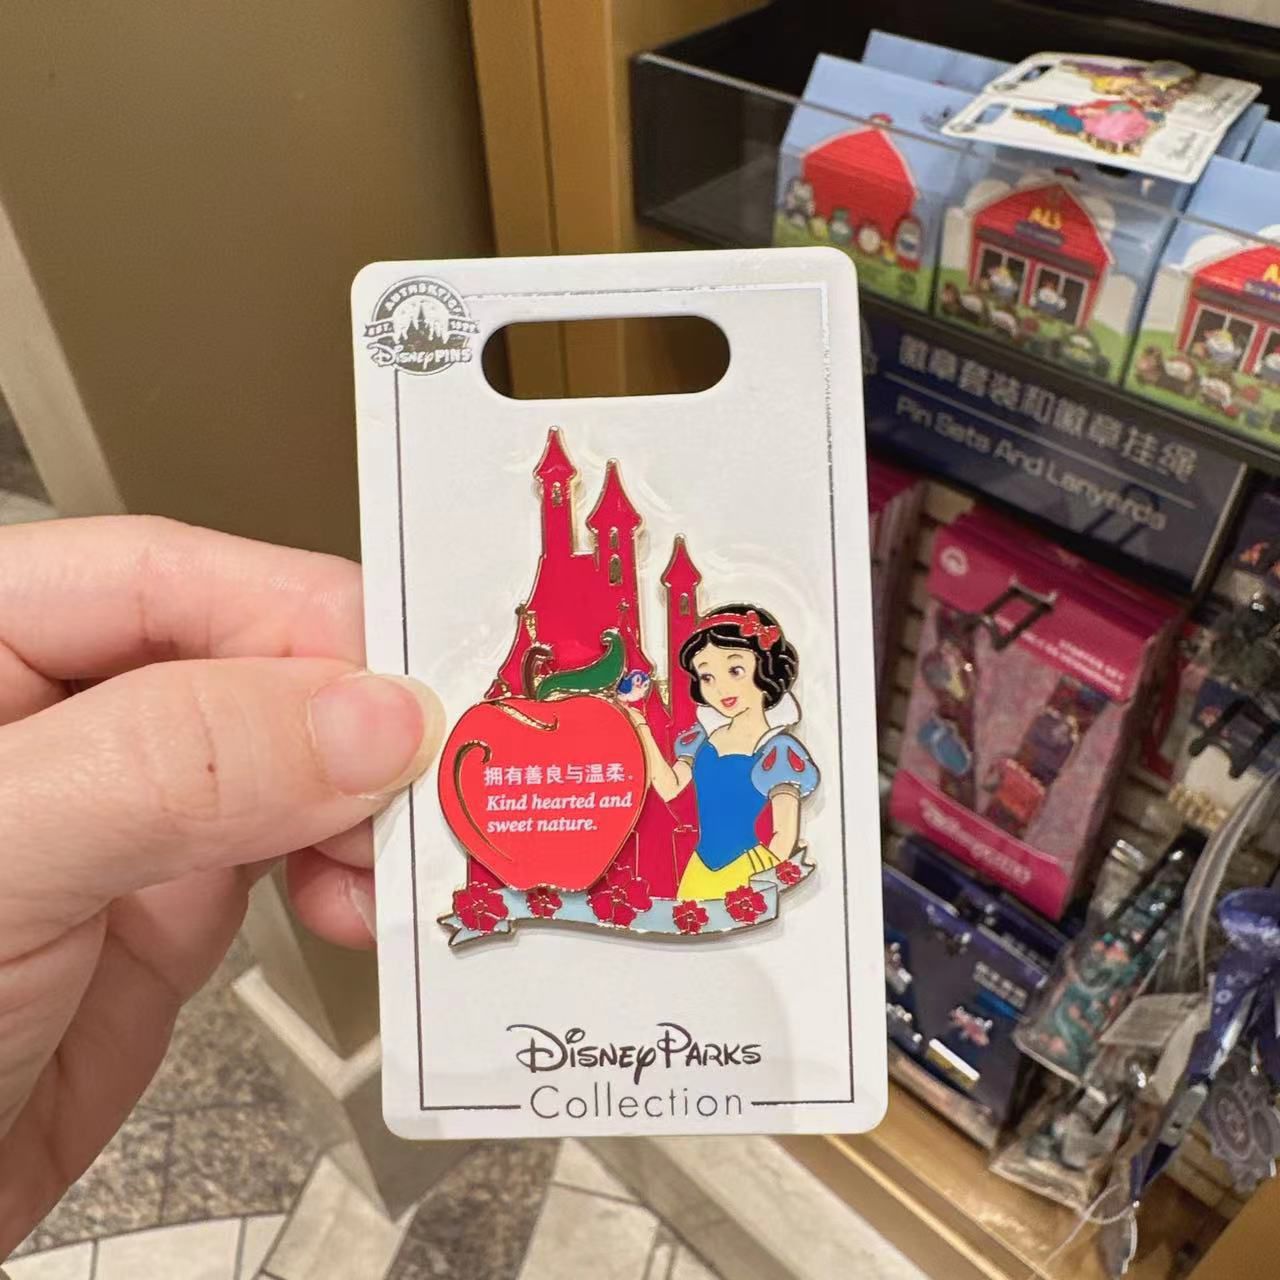 AUTHENTIC
EST. 1999
Disney PINS
拥有善良与温柔。
Kind hearted and
sweet nature.
Disney Parks
Collection
AL'S
徽章套装和徽章挂绳
Pin Sets And Lanyards